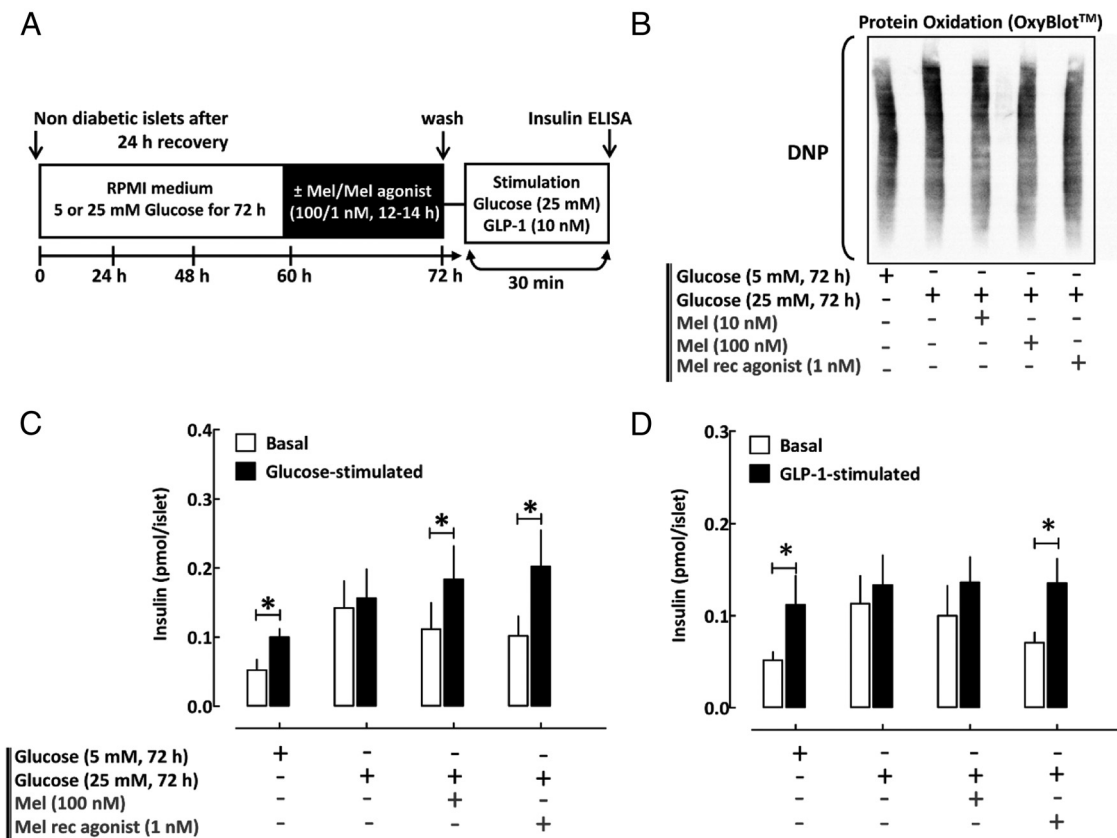 A
Non diabetic islets after
24 h recovery
wash
Insulin ELISA
RPMI medium
5 or 25 mM Glucose for 72 h
± Mel/Mel agonist
(100/1 nM, 12-14 h)
Stimulation
Glucose (25 mM)
GLP-1 (10 nM)
0 24 h 48 h 60 h 72 h
30 min
B
Protein Oxidation (OxyBlot™)
DNP
Glucose (5 mM, 72 h) + - - - -
Glucose (25 mM, 72 h) - + + + +
Mel (10 nM) - - + - -
Mel (100 nM) - - - + -
Mel rec agonist (1 nM) - - - - +
C
Insulin (pmol/islet)
0.4
0.3
0.2
0.1
0.0
Basal
Glucose-stimulated
* * *
Glucose (5 mM, 72 h) + - - -
Glucose (25 mM, 72 h) - + + +
Mel (100 nM) - - + -
Mel rec agonist (1 nM) - - - +
D
Insulin (pmol/islet)
0.3
0.2
0.1
0.0
Basal
GLP-1-stimulated
* *
+ - - -
- + + +
- - + -
- - - +